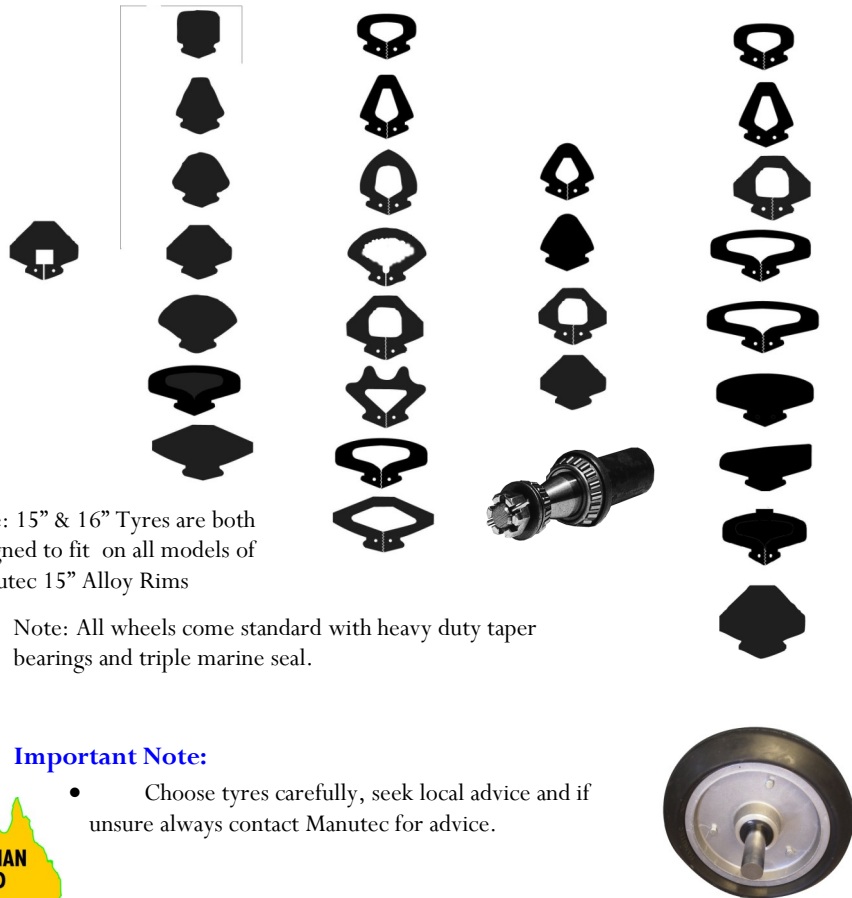 : 15” & 16” Tyres are both
gned to fit on all models of
utec 15” Alloy Rims
Note: All wheels come standard with heavy duty taper
bearings and triple marine seal.
Important Note:
• Choose tyres carefully, seek local advice and if
unsure always contact Manutec for advice.